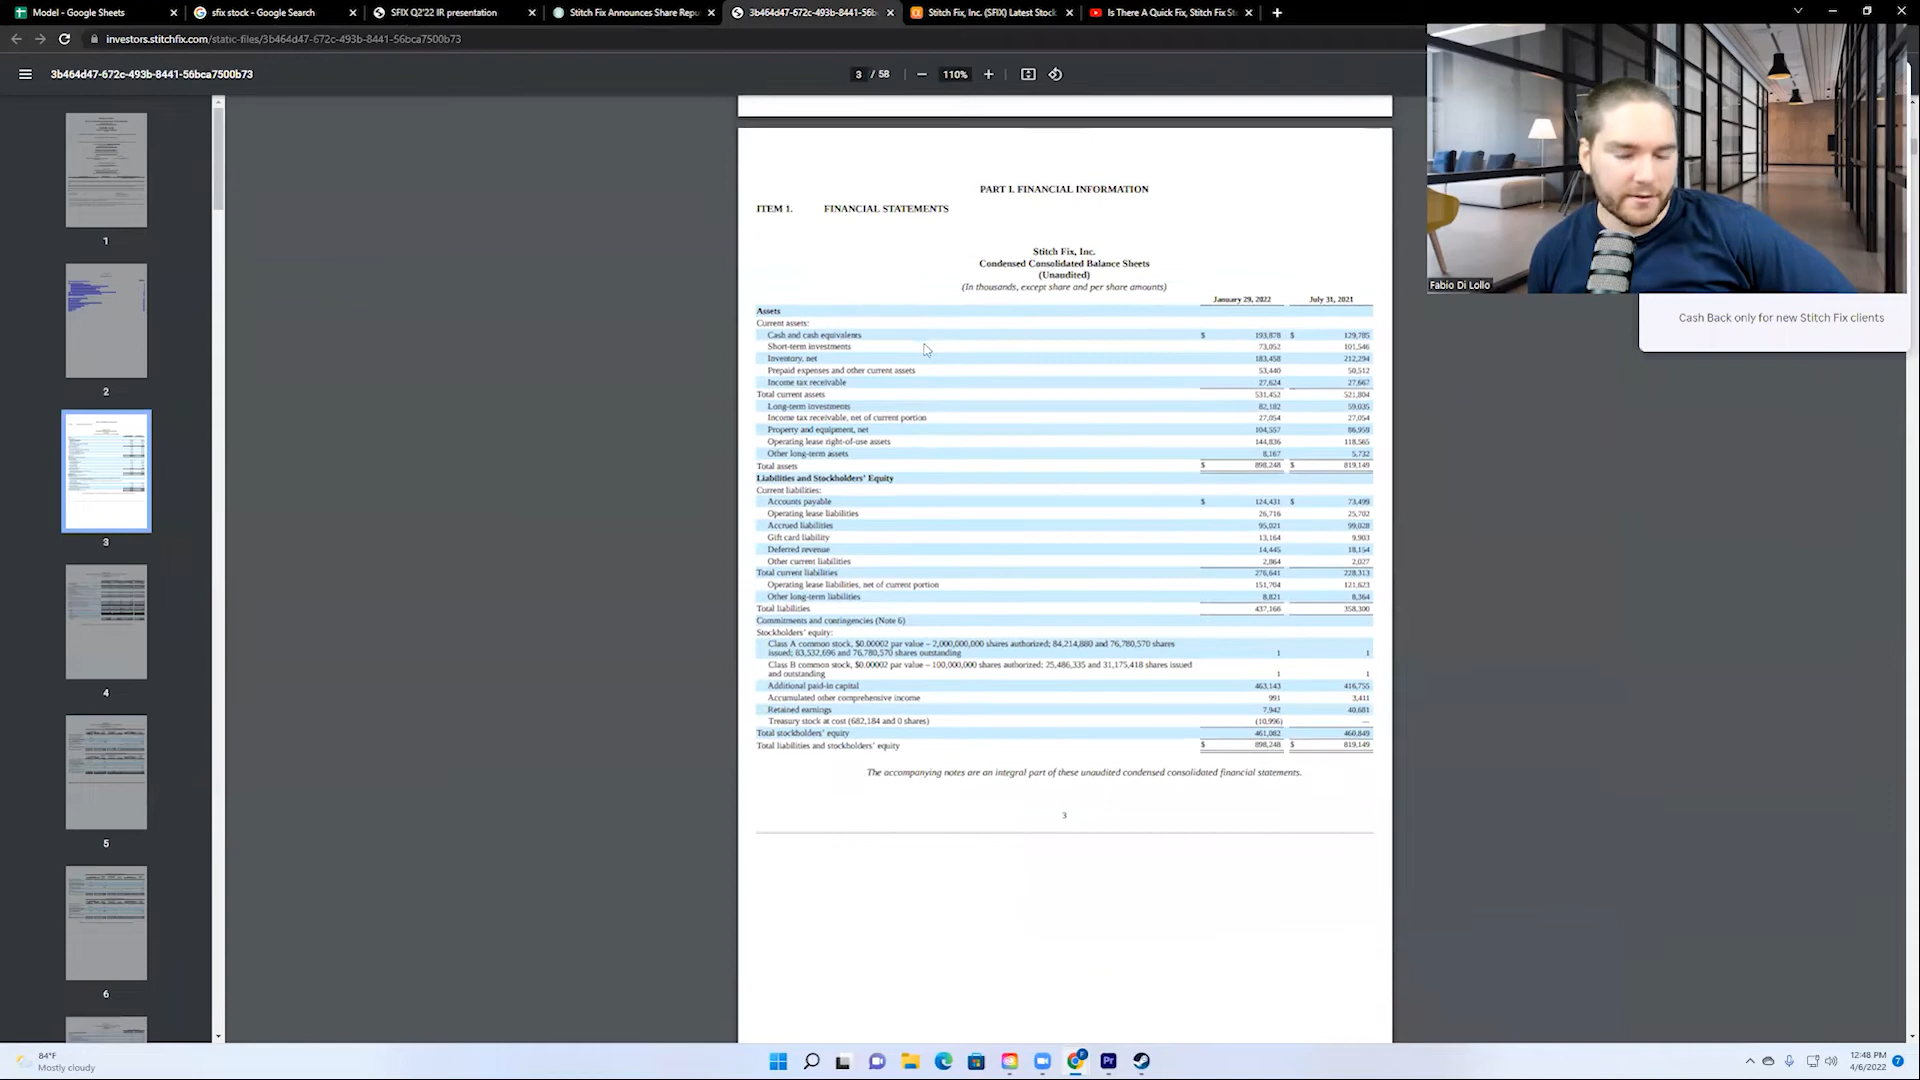 Model - Google Sheets
sfix stock - Google Search
SFIX Q2'22 IR presentation
Stitch Fix Announces Share Repu
3b464d47-672c-493b-8441-56b
Stitch Fix, Inc. (SFIX) Latest Stock
Is There A Quick Fix, Stitch Fix St
investors.stitchfix.com/static-files/3b464d47-672c-493b-8441-56bca7500b73
3b464d47-672c-493b-8441-56bca7500b73
3 / 58
110%
PART I. FINANCIAL INFORMATION
ITEM 1. FINANCIAL STATEMENTS
Stitch Fix, Inc.
Condensed Consolidated Balance Sheets
(Unaudited)
(In thousands, except share and per share amounts)
January 29, 2022 July 31, 2021
Assets
Current assets:
Cash and cash equivalents $ 193,878 $ 129,785
Short-term investments 73,052 101,546
Inventory, net 183,458 212,294
Prepaid expenses and other current assets 53,440 50,512
Income tax receivable 27,624 27,667
Total current assets 531,452 521,804
Long-term investments 82,182 59,035
Income tax receivable, net of current portion 27,054 27,054
Property and equipment, net 104,557 86,959
Operating lease right-of-use assets 144,836 118,565
Other long-term assets 8,167 5,732
Total assets $ 898,248 $ 819,149
Liabilities and Stockholders' Equity
Current liabilities:
Accounts payable $ 124,431 $ 73,499
Operating lease liabilities 26,716 25,702
Accrued liabilities 95,021 99,028
Gift card liability 13,164 9,903
Deferred revenue 14,445 18,154
Other current liabilities 2,864 2,027
Total current liabilities 276,641 228,313
Operating lease liabilities, net of current portion 151,704 121,623
Other long-term liabilities 8,821 8,364
Total liabilities 437,166 358,300
Commitments and contingencies (Note 6)
Stockholders' equity:
Class A common stock, $0.00002 par value – 2,000,000,000 shares authorized; 84,214,880 and 76,780,570 shares
issued; 83,532,696 and 76,780,570 shares outstanding 1 1
Class B common stock, $0.00002 par value – 100,000,000 shares authorized; 25,486,335 and 31,175,418 shares issued
and outstanding 1 1
Additional paid-in capital 463,143 416,755
Accumulated other comprehensive income 991 3,411
Retained earnings 7,942 40,681
Treasury stock at cost (682,184 and 0 shares) (10,996) —
Total stockholders' equity 461,082 460,849
Total liabilities and stockholders' equity $ 898,248 $ 819,149
The accompanying notes are an integral part of these unaudited condensed consolidated financial statements.
3
1
2
3
4
5
6
Fabio Di Lollo
Cash Back only for new Stitch Fix clients
84°F
Mostly cloudy
12:48 PM
4/6/2022
7